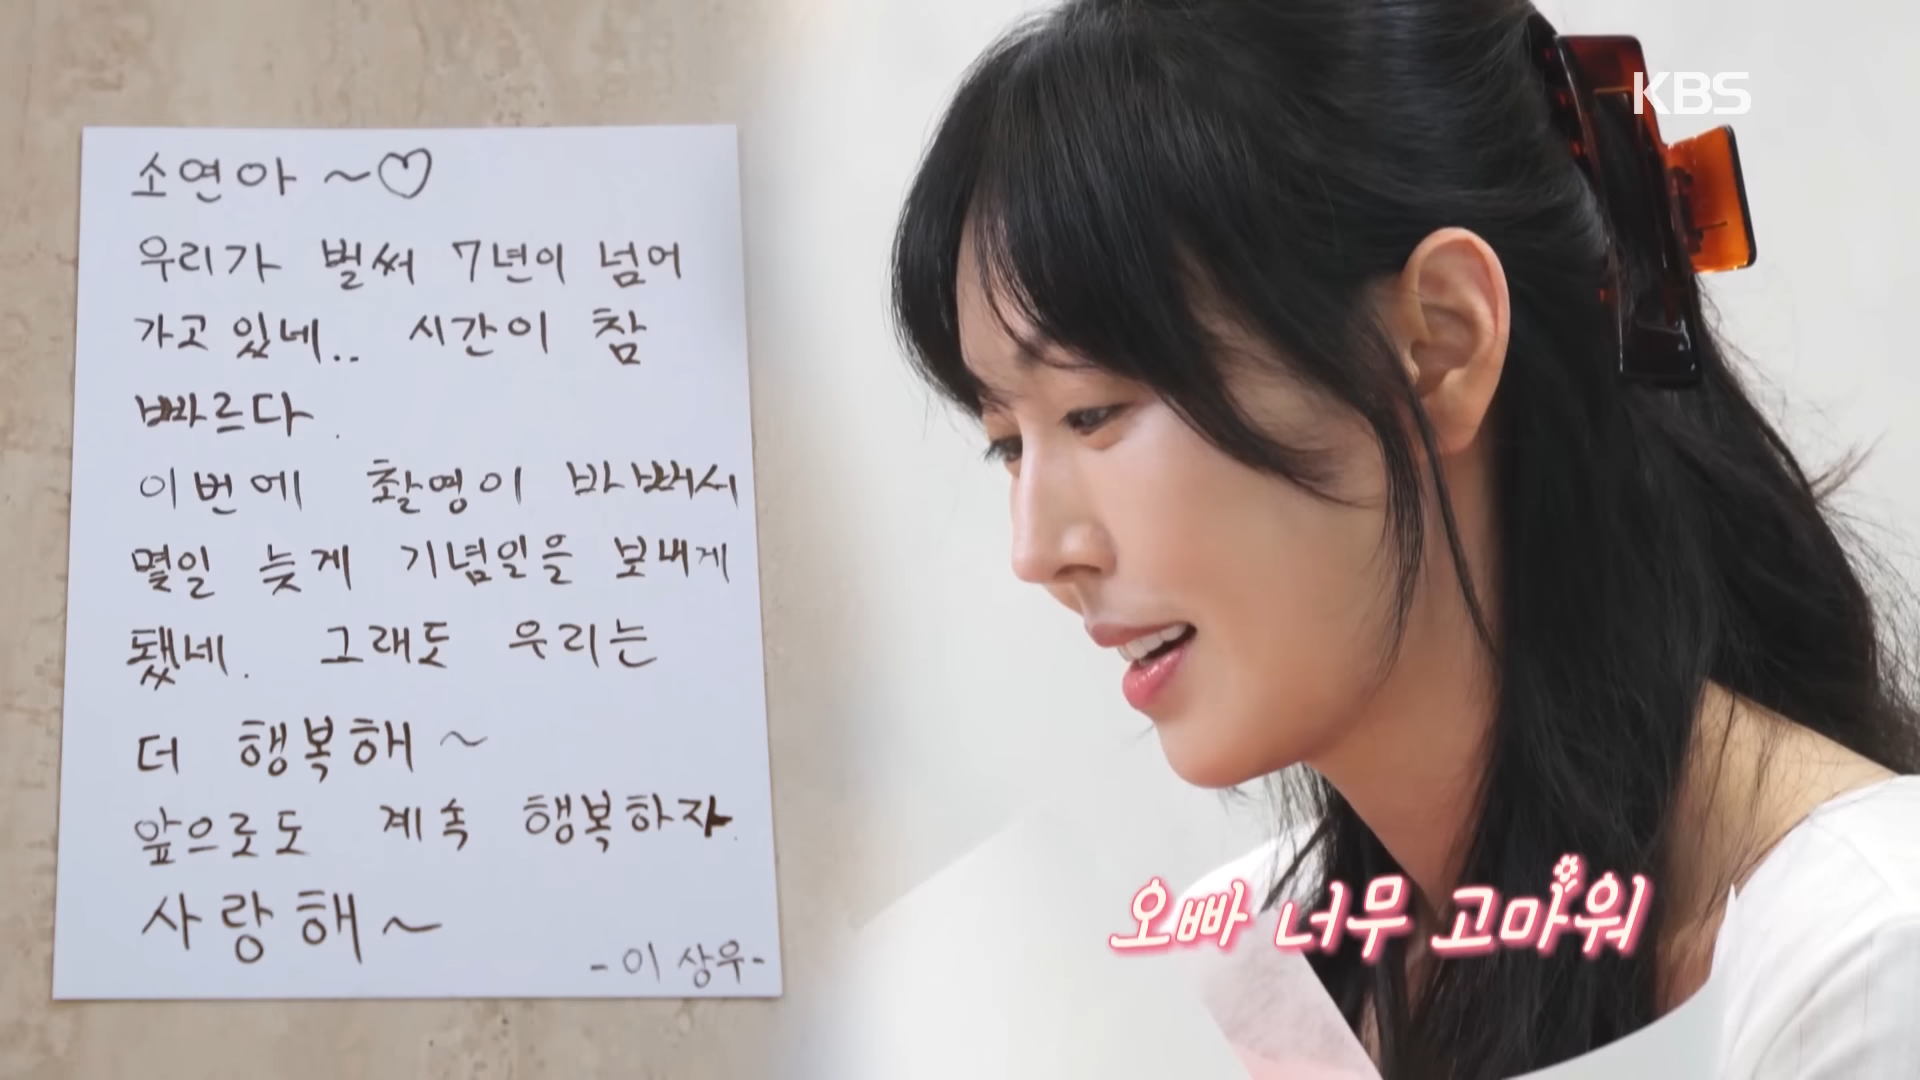 소연아 ~♡
우리가 벌써 7년이 넘어
가고있네.. 시간이 참
빠르다.
이번에 촬영이 바빠서
몇일 늦게 기념일을 보내게
됐네. 그래도 우리는
더 행복해~
앞으로도 계속 행복하자.
사랑해~
-이상우-
KBS
오빠 너무 고마워